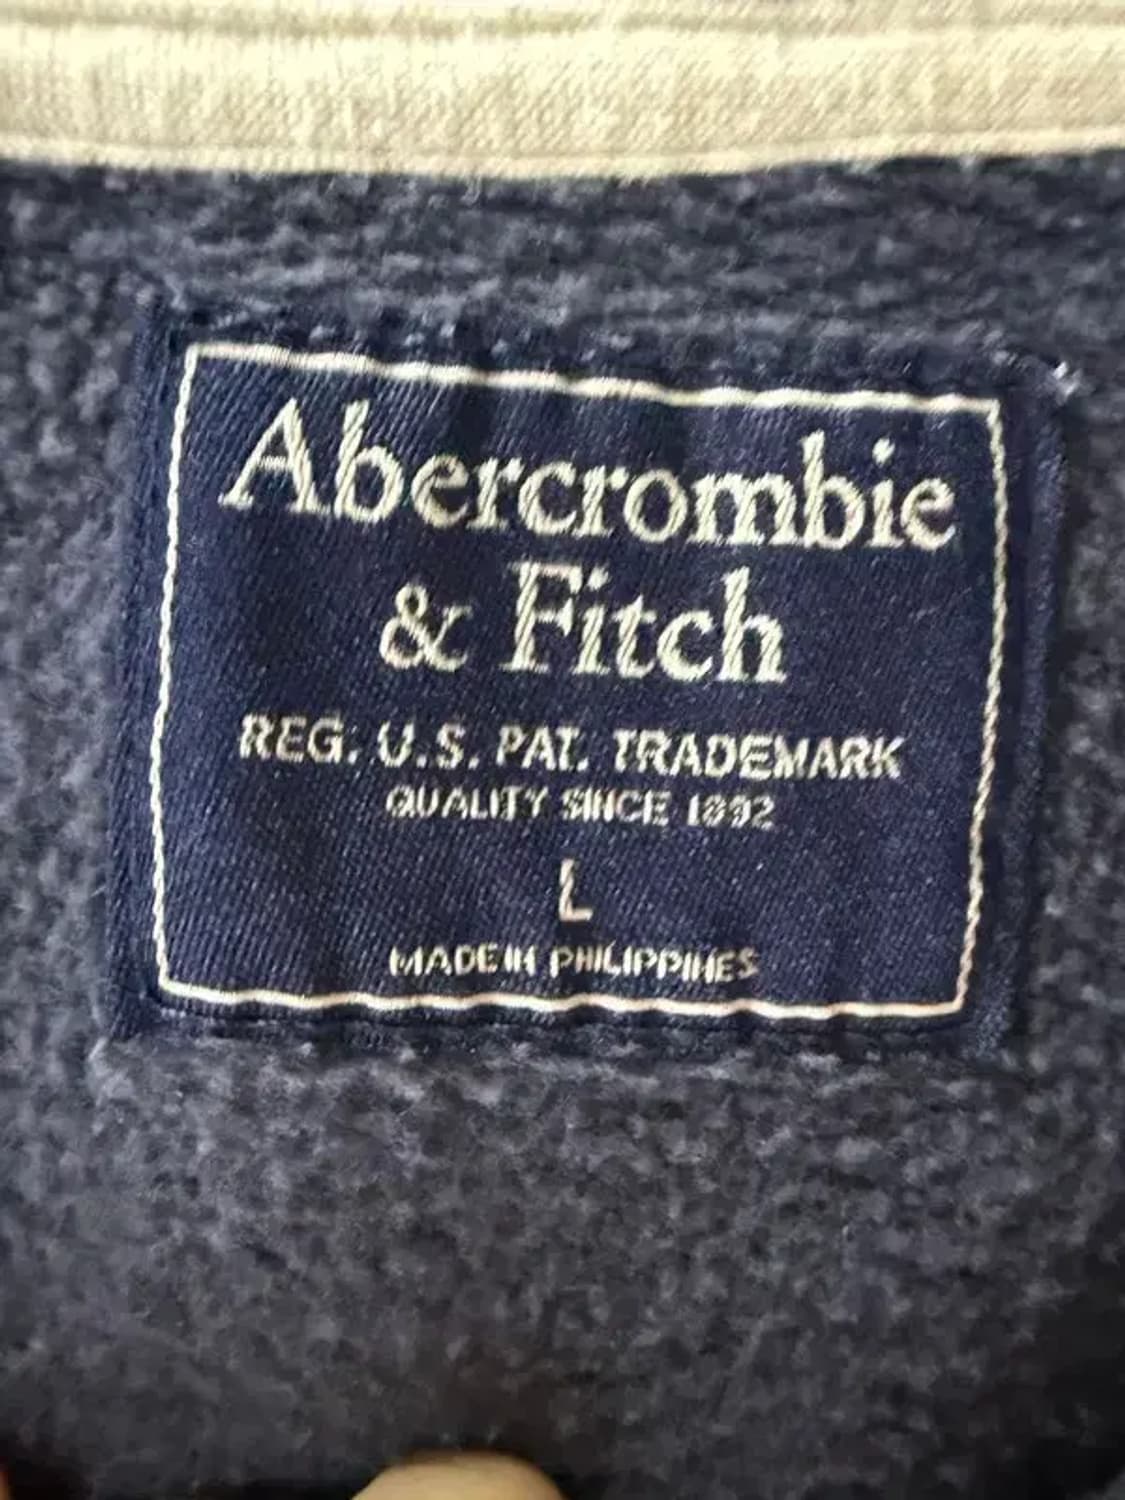 Abercrombie
& Fitch
REG. U.S. PAT. TRADEMARK
QUALITY SINCE 1892
L
MADE IN PHILIPPINES